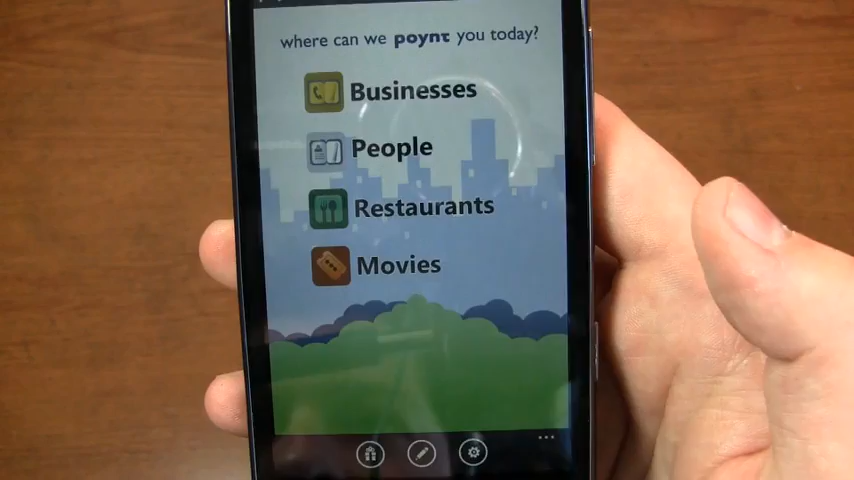 where can we poynt you today?
Businesses
People
Restaurants
Movies